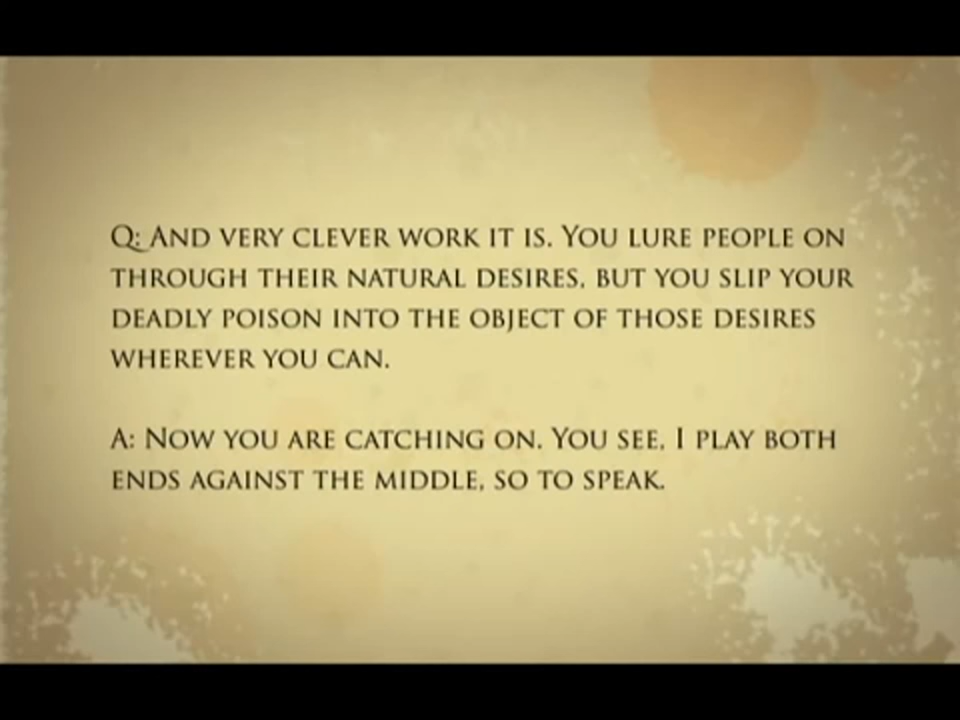 Q: And very clever work it is. You lure people on
through their natural desires, but you slip your
deadly poison into the object of those desires
wherever you can.
A: Now you are catching on. You see, I play both
ends against the middle, so to speak.